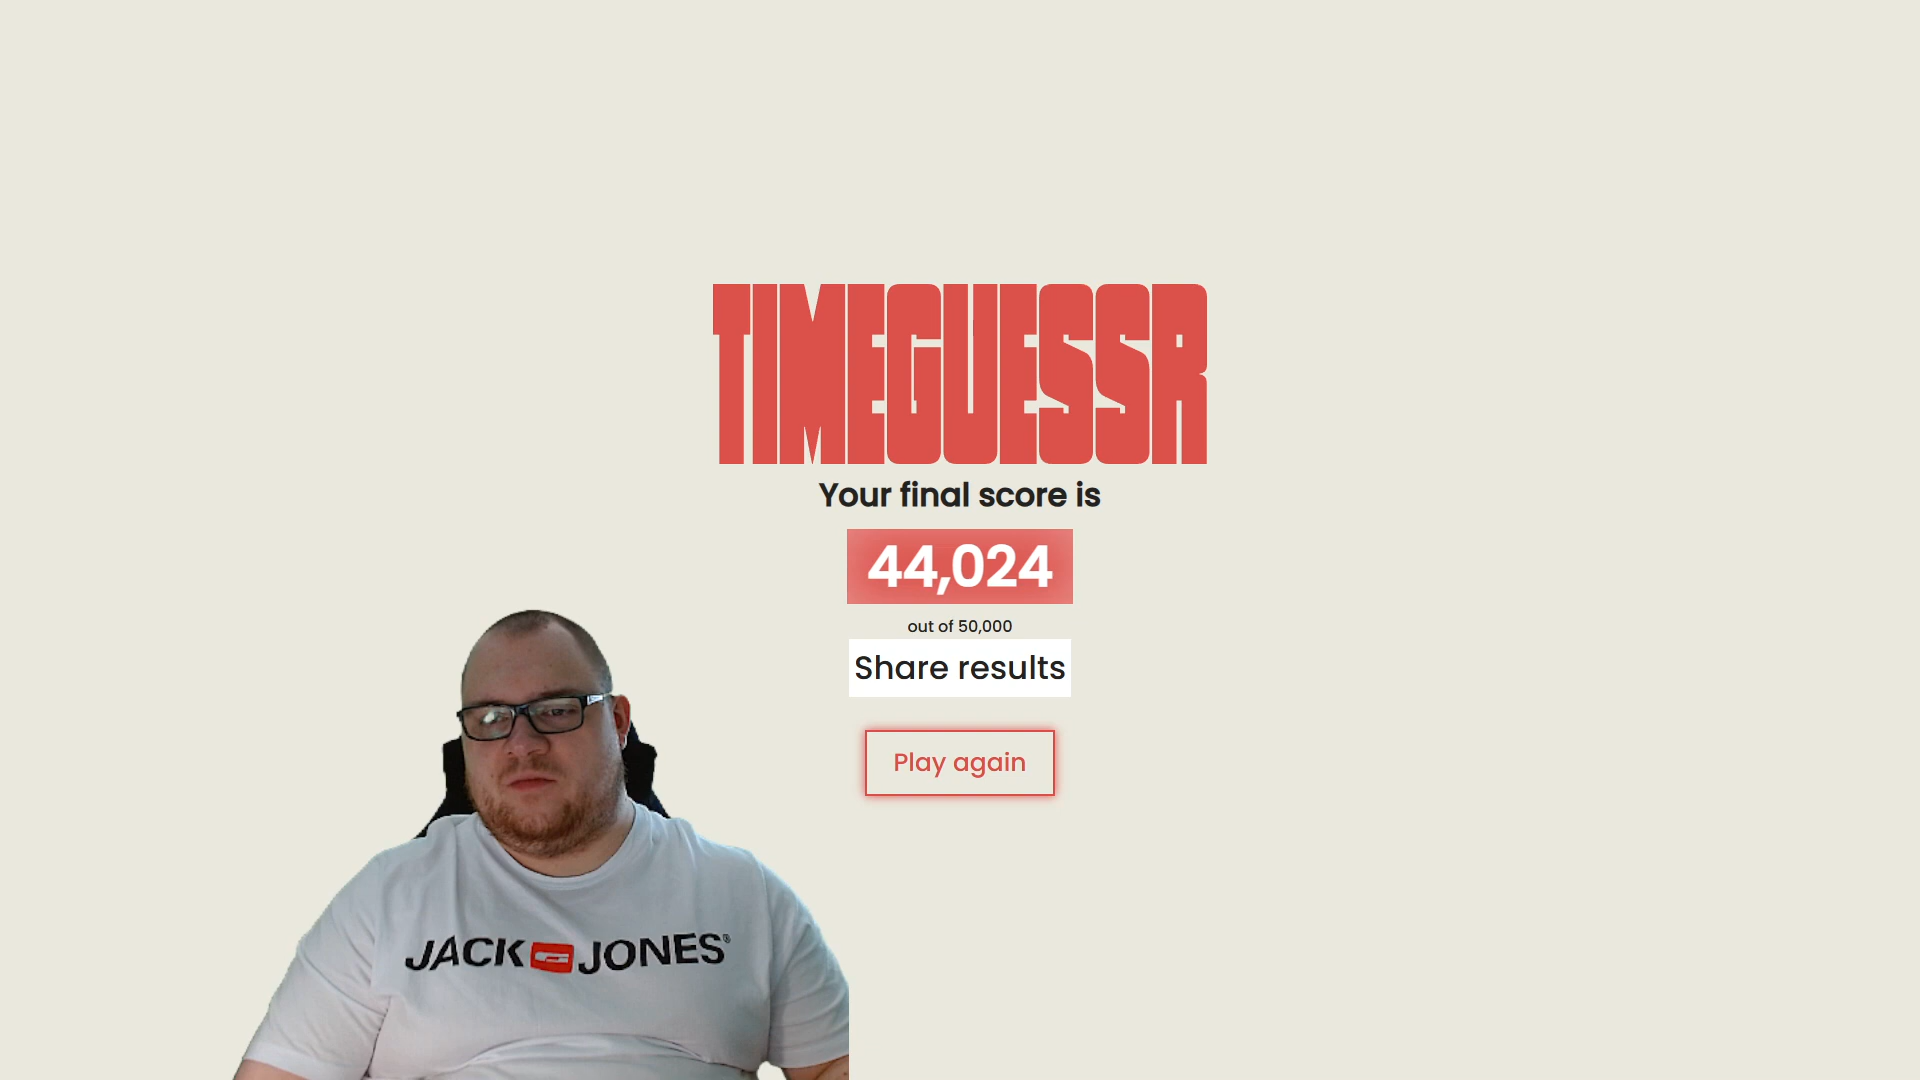 TIMEGUESSR
Your final score is
44,024
out of 50,000
Share results
Play again
JACK JONES®